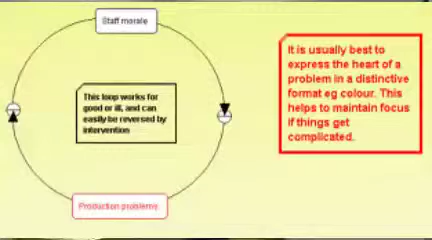 Staff morale
This loop works for
good or ill, and can
easily be reversed by
intervention
Production problems
It is usually best to
express the heart of a
problem in a distinctive
format eg colour. This
helps to maintain focus
if things get
complicated.